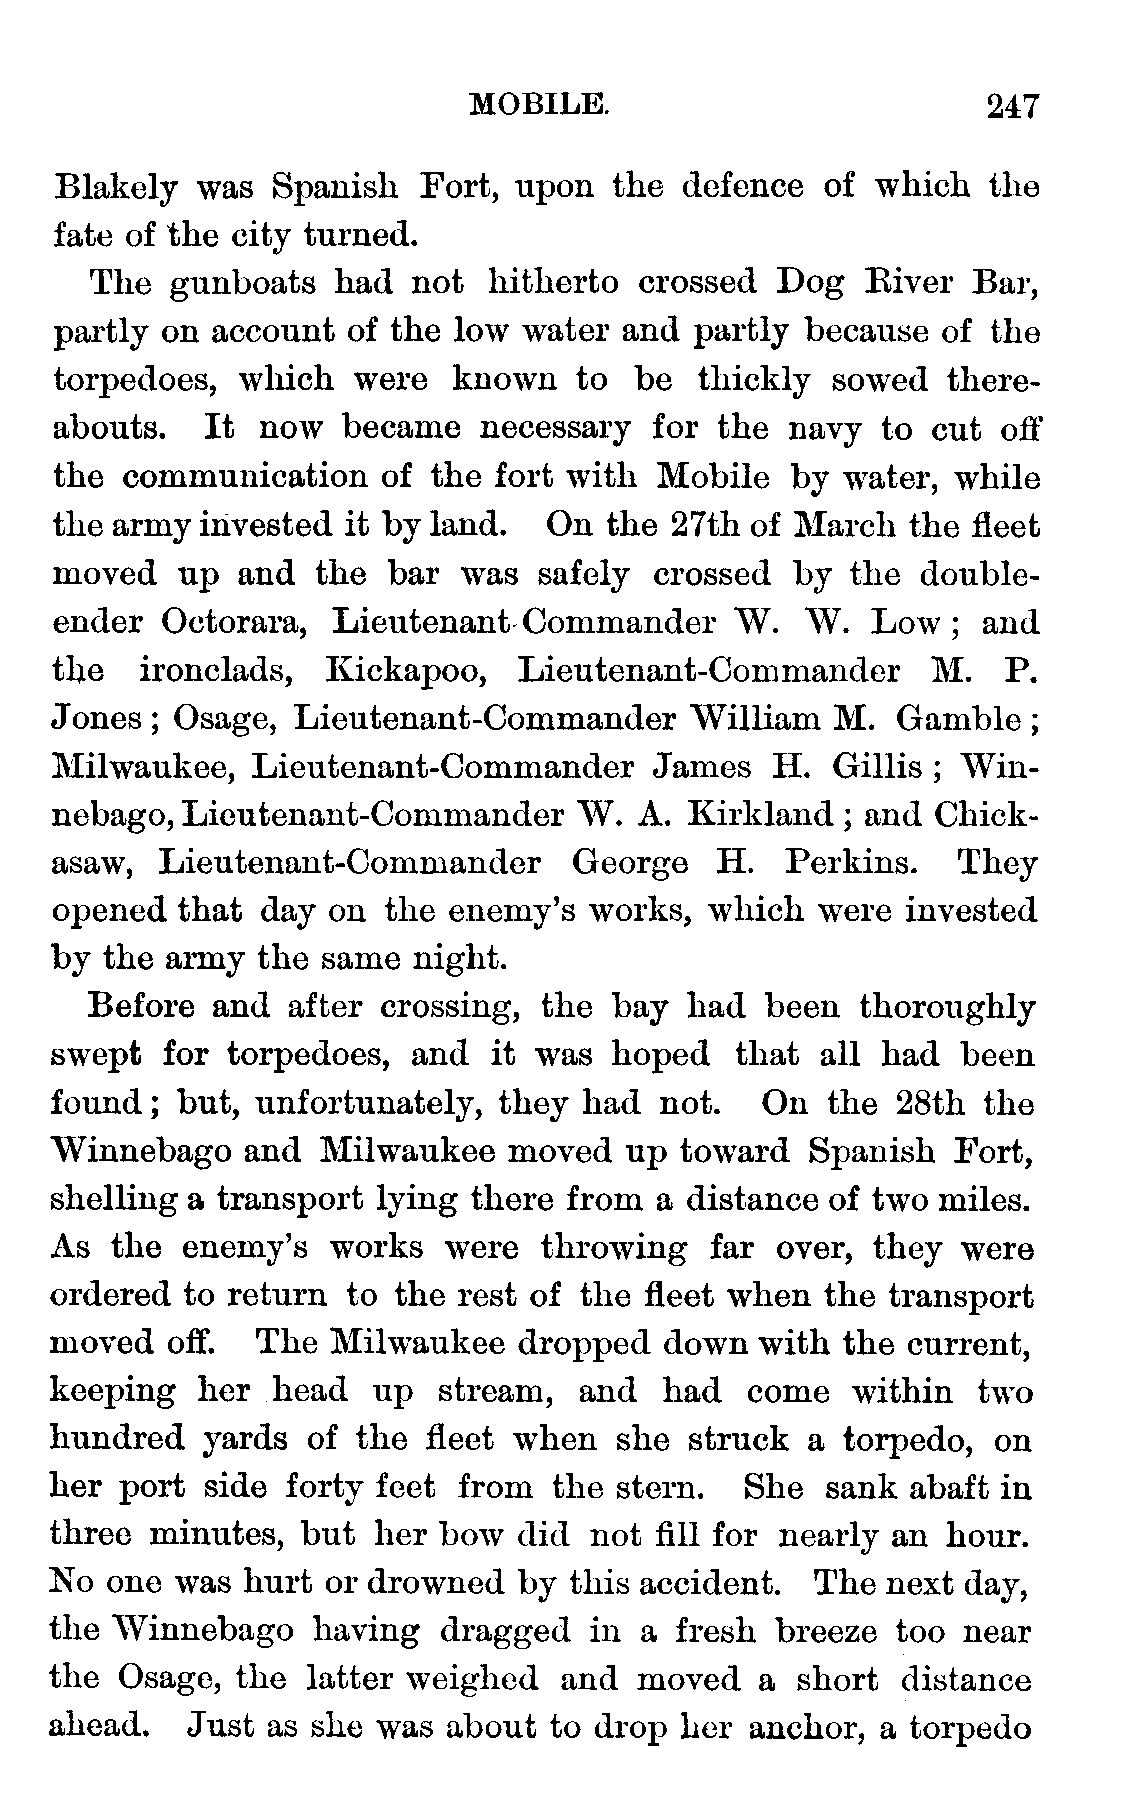 MOBILE. 247
Blakely was Spanish Fort, upon the defence of which the
fate of the city turned.
The gunboats had not hitherto crossed Dog River Bar,
partly on account of the low water and partly because of the
torpedoes, which were known to be thickly sowed there-
abouts. It now became necessary for the navy to cut off
the communication of the fort with Mobile by water, while
the army invested it by land. On the 27th of March the fleet
moved up and the bar was safely crossed by the double-
ender Octorara, Lieutenant-Commander W. W. Low; and
the ironclads, Kickapoo, Lieutenant-Commander M. P.
Jones; Osage, Lieutenant-Commander William M. Gamble;
Milwaukee, Lieutenant-Commander James H. Gillis; Win-
nebago, Lieutenant-Commander W. A. Kirkland; and Chick-
asaw, Lieutenant-Commander George H. Perkins. They
opened that day on the enemy's works, which were invested
by the army the same night.
Before and after crossing, the bay had been thoroughly
swept for torpedoes, and it was hoped that all had been
found; but, unfortunately, they had not. On the 28th the
Winnebago and Milwaukee moved up toward Spanish Fort,
shelling a transport lying there from a distance of two miles.
As the enemy's works were throwing far over, they were
ordered to return to the rest of the fleet when the transport
moved off. The Milwaukee dropped down with the current,
keeping her head up stream, and had come within two
hundred yards of the fleet when she struck a torpedo, on
her port side forty feet from the stern. She sank abaft in
three minutes, but her bow did not fill for nearly an hour.
No one was hurt or drowned by this accident. The next day,
the Winnebago having dragged in a fresh breeze too near
the Osage, the latter weighed and moved a short distance
ahead. Just as she was about to drop her anchor, a torpedo